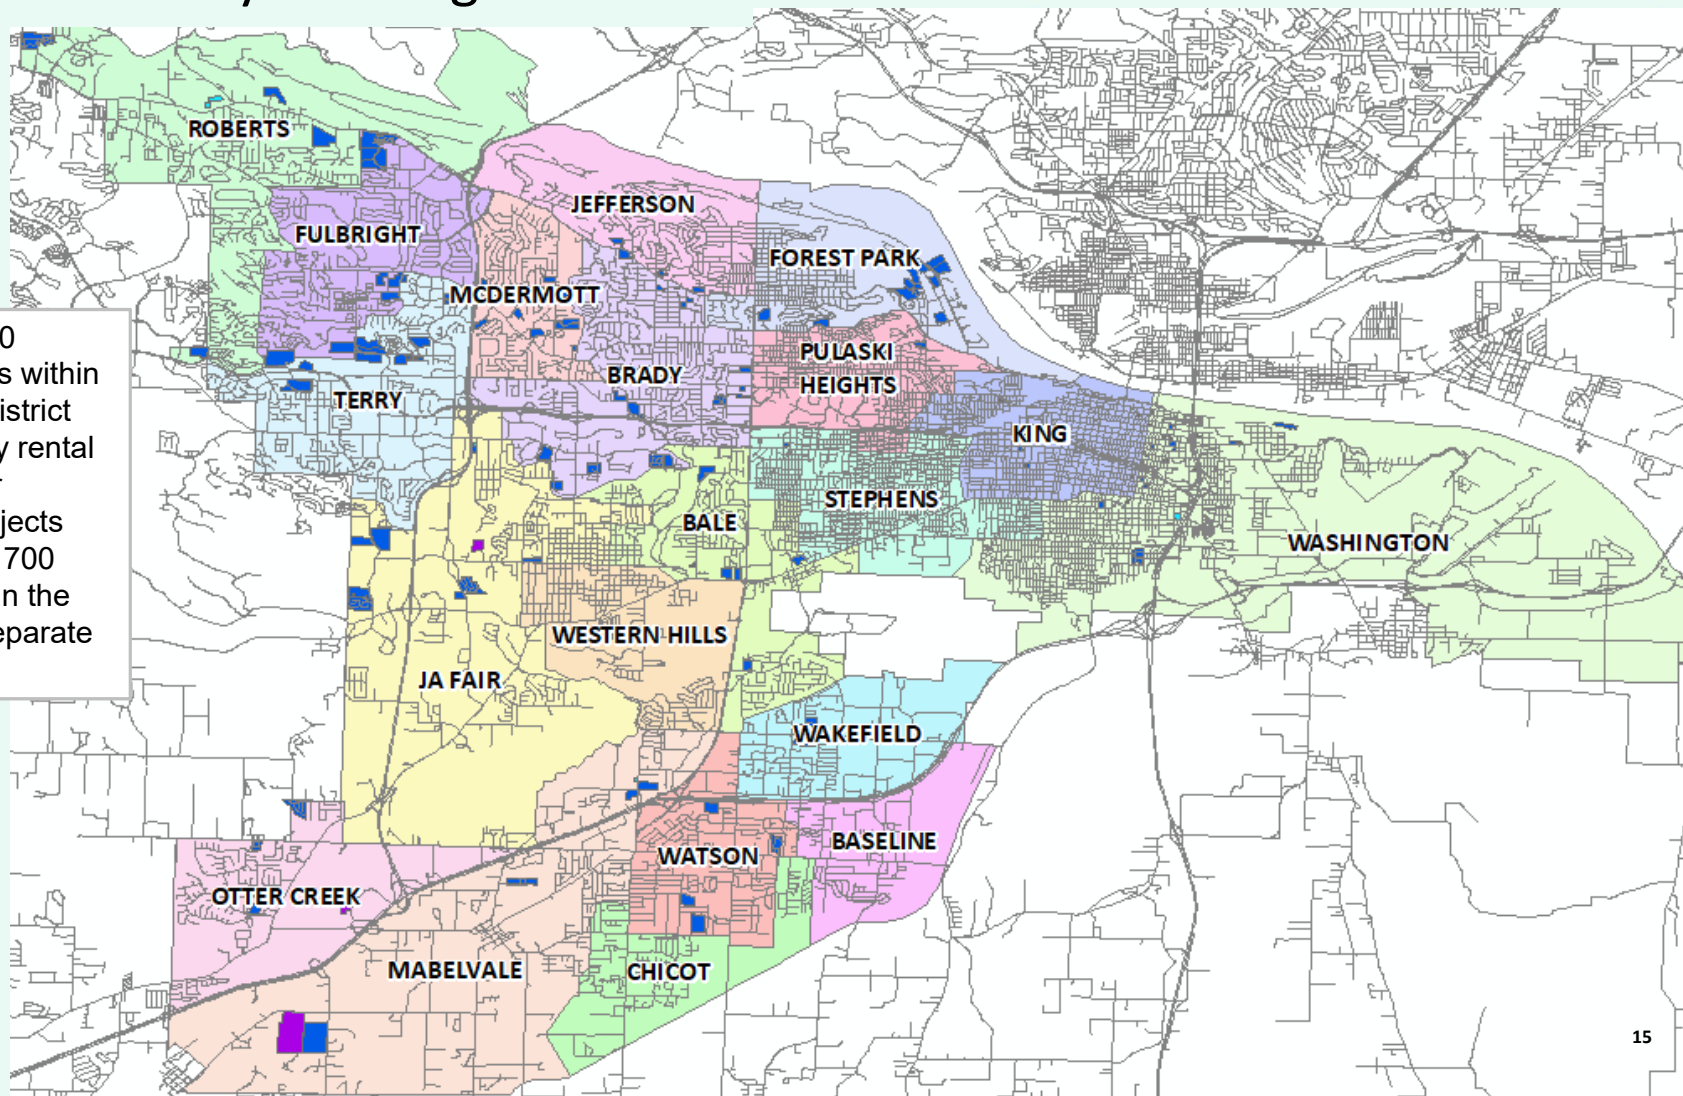 ROBERTS
JEFFERSON
FULBRIGHT
FOREST PARK
MCDERMOTT
0
s within
istrict
y rental
jects
700
n the
eparate
PULASKI
HEIGHTS
BRADY
TERRY
KING
STEPHENS
BALE
WASHINGTON
WESTERN HILLS
JA FAIR
WAKEFIELD
BASELINE
WATSON
OTTER CREEK
MABELVALE
CHICOT
15